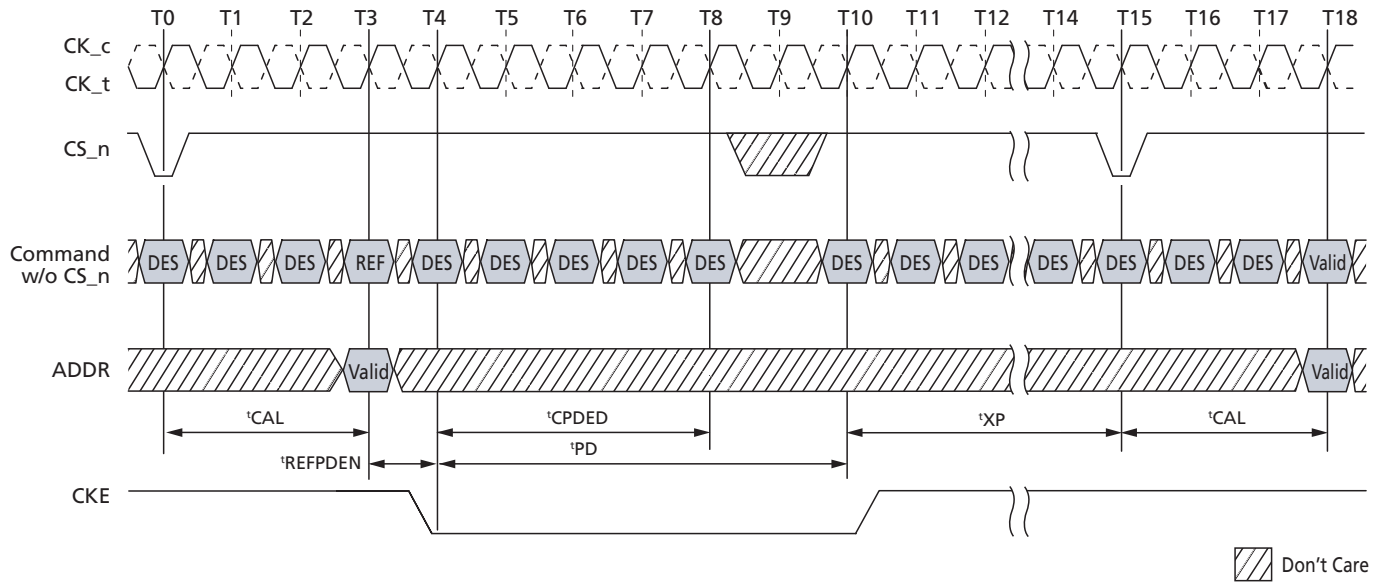 T0 T1 T2 T3 T4 T5 T6 T7 T8 T9 T10 T11 T12 T14 T15 T16 T17 T18
CK_c
CK_t
CS_n
Command
w/o CS_n
DES DES DES REF DES DES DES DES DES DES DES DES DES DES DES DES Valid
ADDR
Valid Valid
tCAL tCPDED tXP tCAL
tREFPDEN tPD
CKE
Don't Care